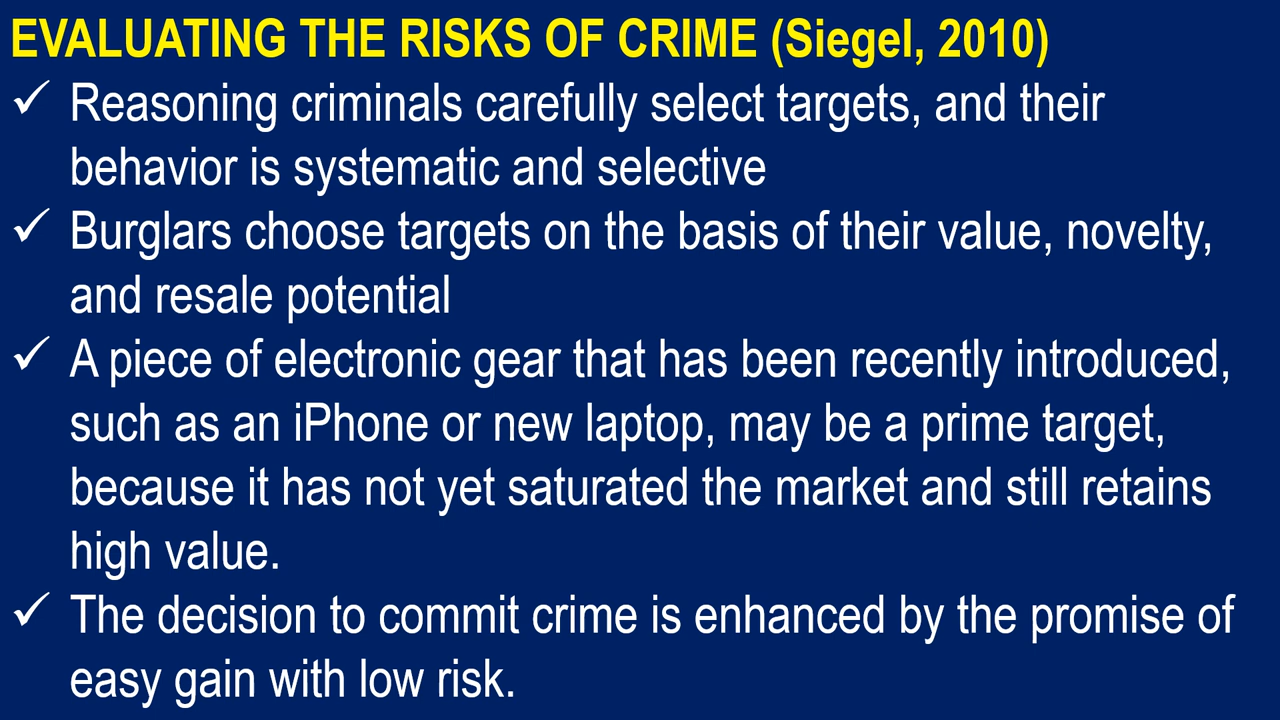 EVALUATING THE RISKS OF CRIME (Siegel, 2010)
✓ Reasoning criminals carefully select targets, and their
behavior is systematic and selective
✓ Burglars choose targets on the basis of their value, novelty,
and resale potential
✓ A piece of electronic gear that has been recently introduced,
such as an iPhone or new laptop, may be a prime target,
because it has not yet saturated the market and still retains
high value.
✓ The decision to commit crime is enhanced by the promise of
easy gain with low risk.